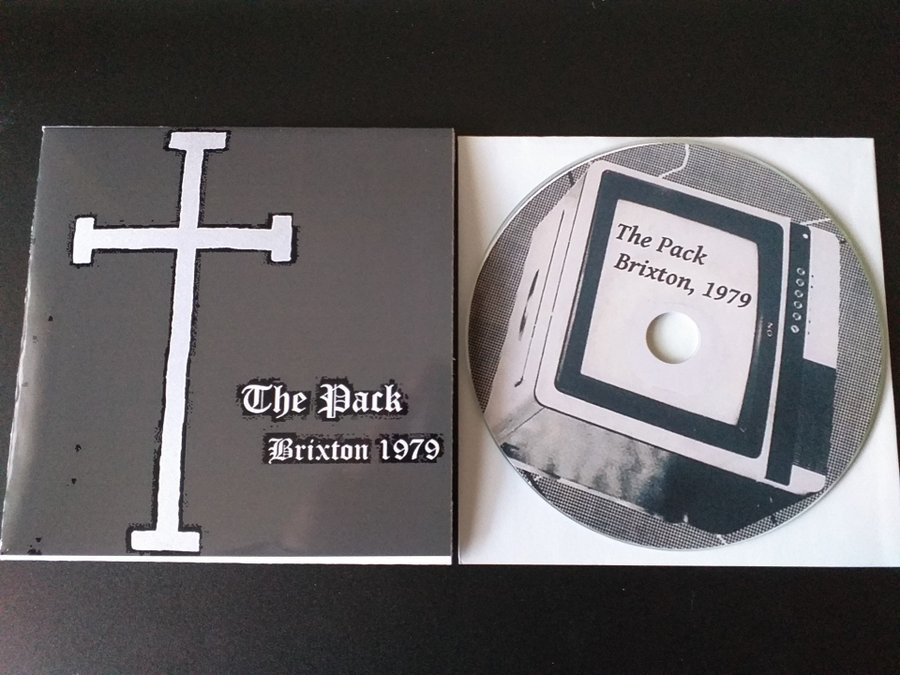 The Pack
Brixton 1979
The Pack
Brixton, 1979